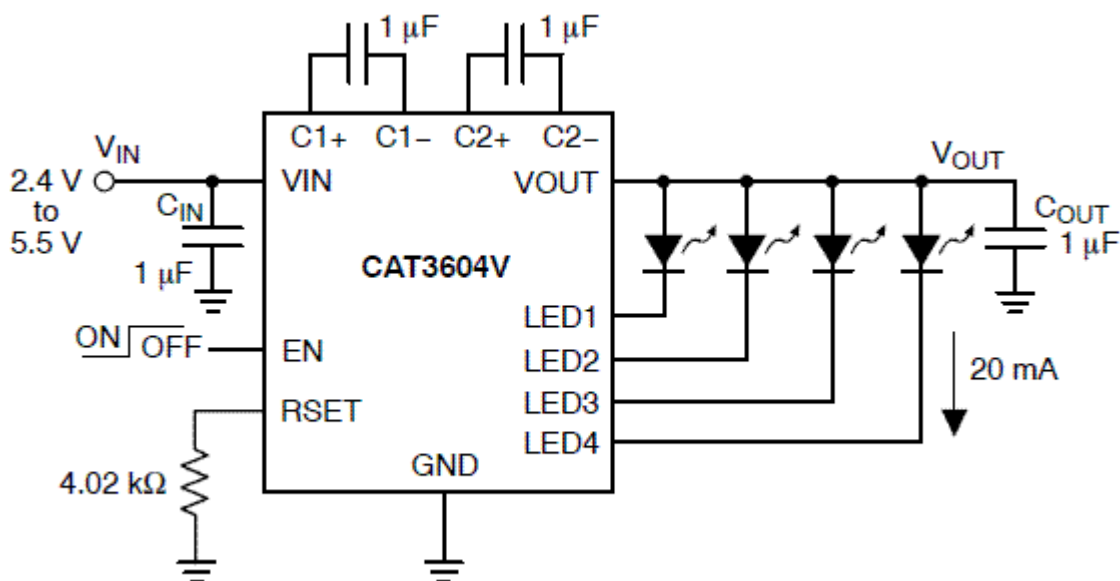 1 µF
1 µF
C1+ C1− C2+ C2−
VIN
2.4 V
to
5.5 V
VIN
VOUT
VOUT
CIN
1 µF
COUT
1 µF
CAT3604V
ON OFF
EN
RSET
4.02 kΩ
GND
LED1
LED2
LED3
LED4
20 mA